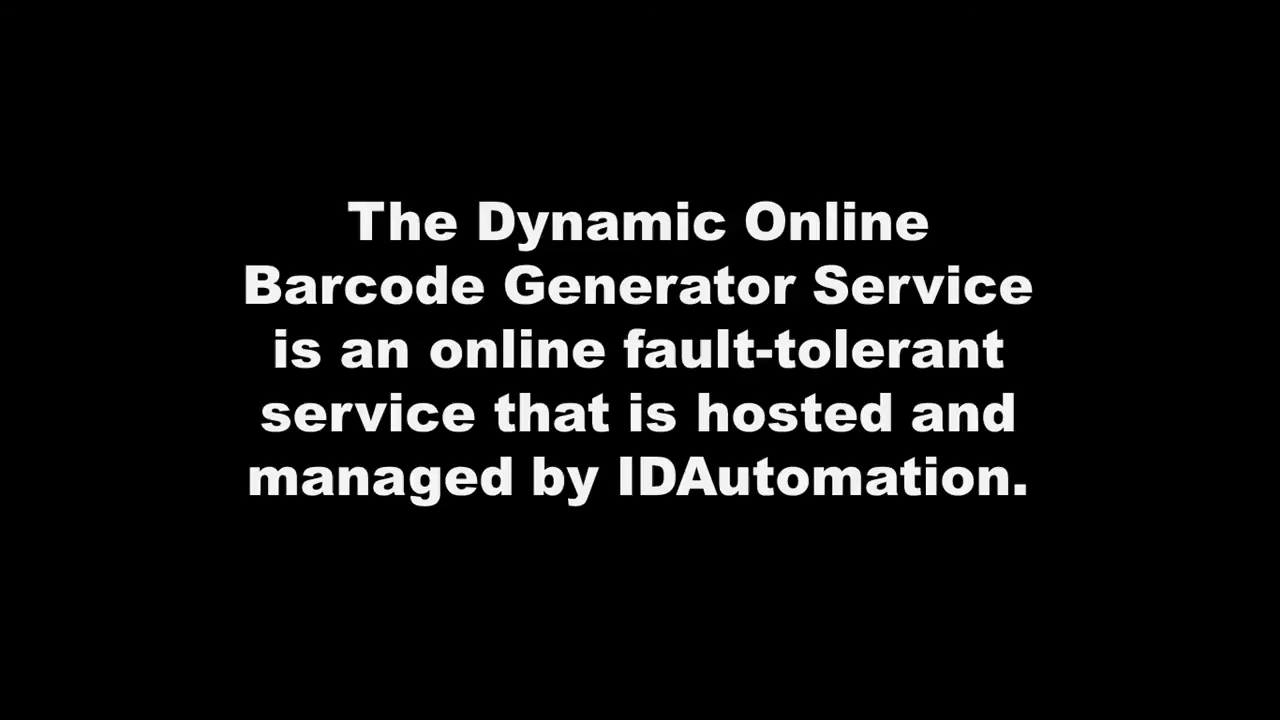 The Dynamic Online
Barcode Generator Service
is an online fault-tolerant
service that is hosted and
managed by IDAutomation.